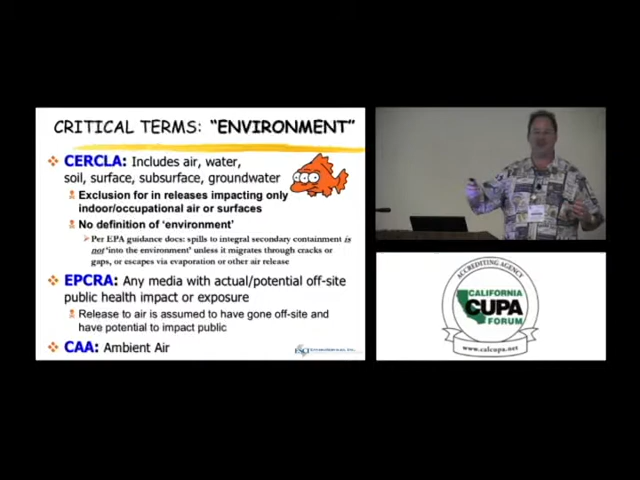 CRITICAL TERMS: "ENVIRONMENT"
CERCLA: Includes air, water,
soil, surface, subsurface, groundwater
Exclusion for in releases impacting only
indoor/occupational air or surfaces
No definition of 'environment'
Per EPA guidance docs: spills to integral secondary containment is
not 'into the environment' unless it migrates through cracks or
gaps, or escapes via evaporation or other air release
EPCRA: Any media with actual/potential off-site
public health impact or exposure
Release to air is assumed to have gone off-site and
have potential to impact public
CAA: Ambient Air
ACCREDITING AGENCY
CALIFORNIA
CUPA
FORUM
www.calcupa.net